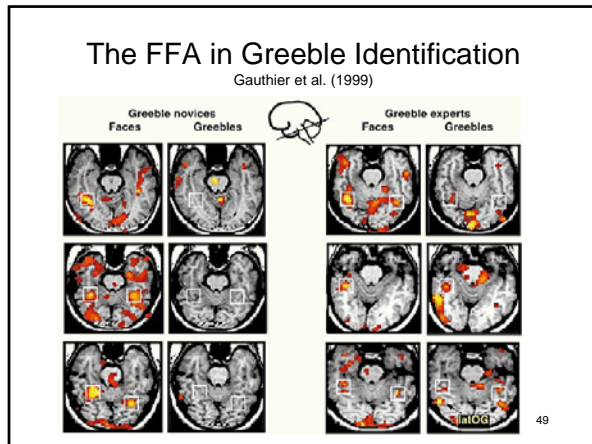 The FFA in Greeble Identification
Gauthier et al. (1999)
Greeble novices
Faces Greebles
Greeble experts
Faces Greebles
latOG
49